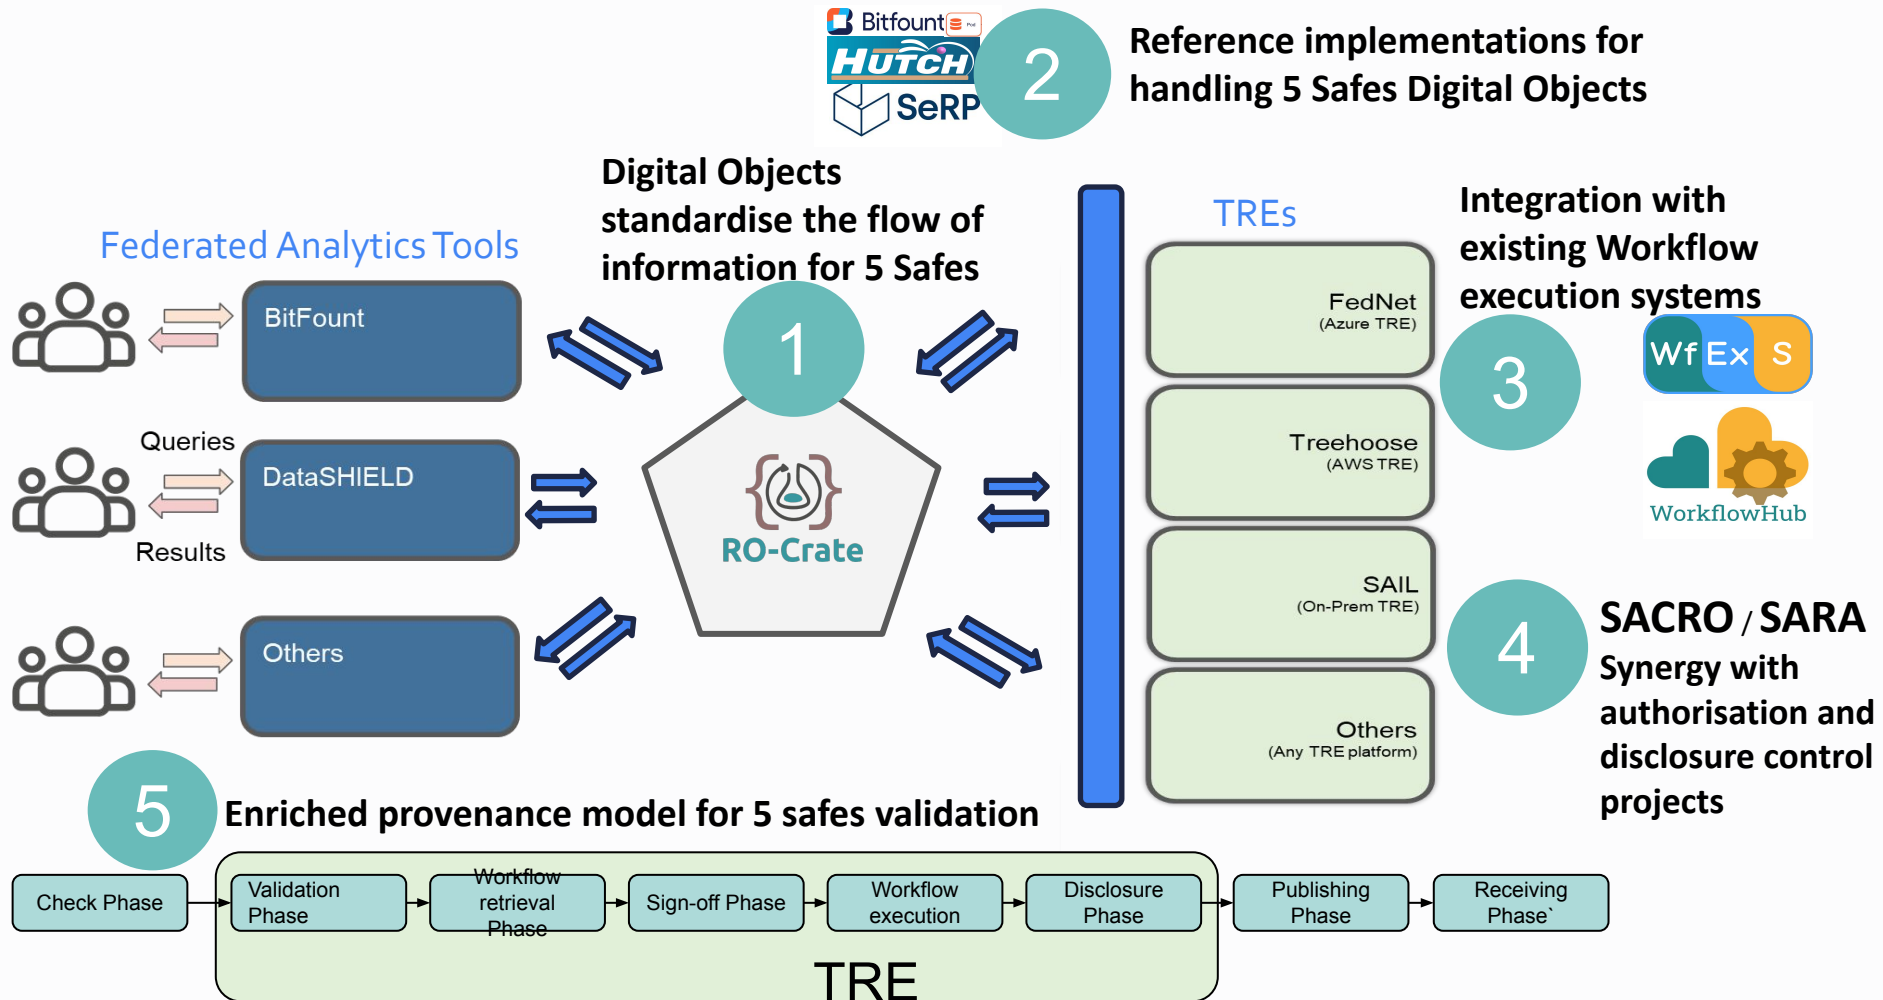 Bitfount
Pod
HUTCH
SeRP
2
Reference implementations for
handling 5 Safes Digital Objects
Digital Objects
standardise the flow of
information for 5 Safes
1
Federated Analytics Tools
BitFount
Queries
DataSHIELD
Results
Others
{ }
RO-Crate
TREs
FedNet
(Azure TRE)
Treehoose
(AWS TRE)
SAIL
(On-Prem TRE)
Others
(Any TRE platform)
Integration with
existing Workflow
execution systems
3
Wf Ex S
WorkflowHub
4
SACRO / SARA
Synergy with
authorisation and
disclosure control
projects
5
Enriched provenance model for 5 safes validation
Check Phase
Validation
Phase
Workflow
retrieval
Phase
Sign-off Phase
Workflow
execution
Disclosure
Phase
Publishing
Phase
Receiving
Phase`
TRE